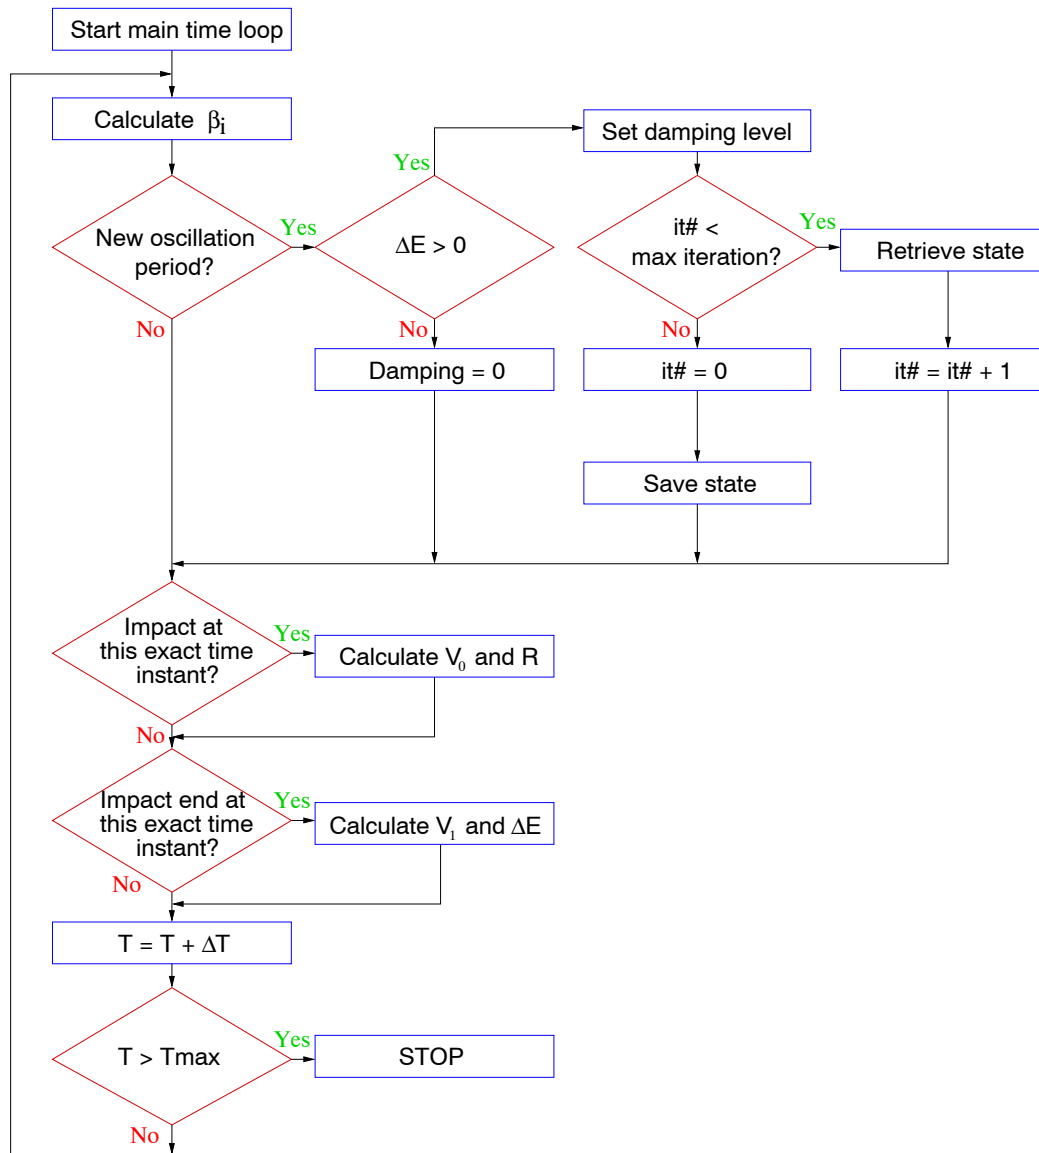 Start main time loop
Calculate βi
Set damping level
Yes
New oscillation
period?
Yes
ΔE > 0
it# <
max iteration?
Yes
Retrieve state
No
No
No
Damping = 0
it# = 0
it# = it# + 1
Save state
Impact at
this exact time
instant?
Yes
Calculate V0 and R
No
Impact end at
this exact time
instant?
Yes
Calculate V1 and ΔE
No
T = T + ΔT
T > Tmax
Yes
STOP
No